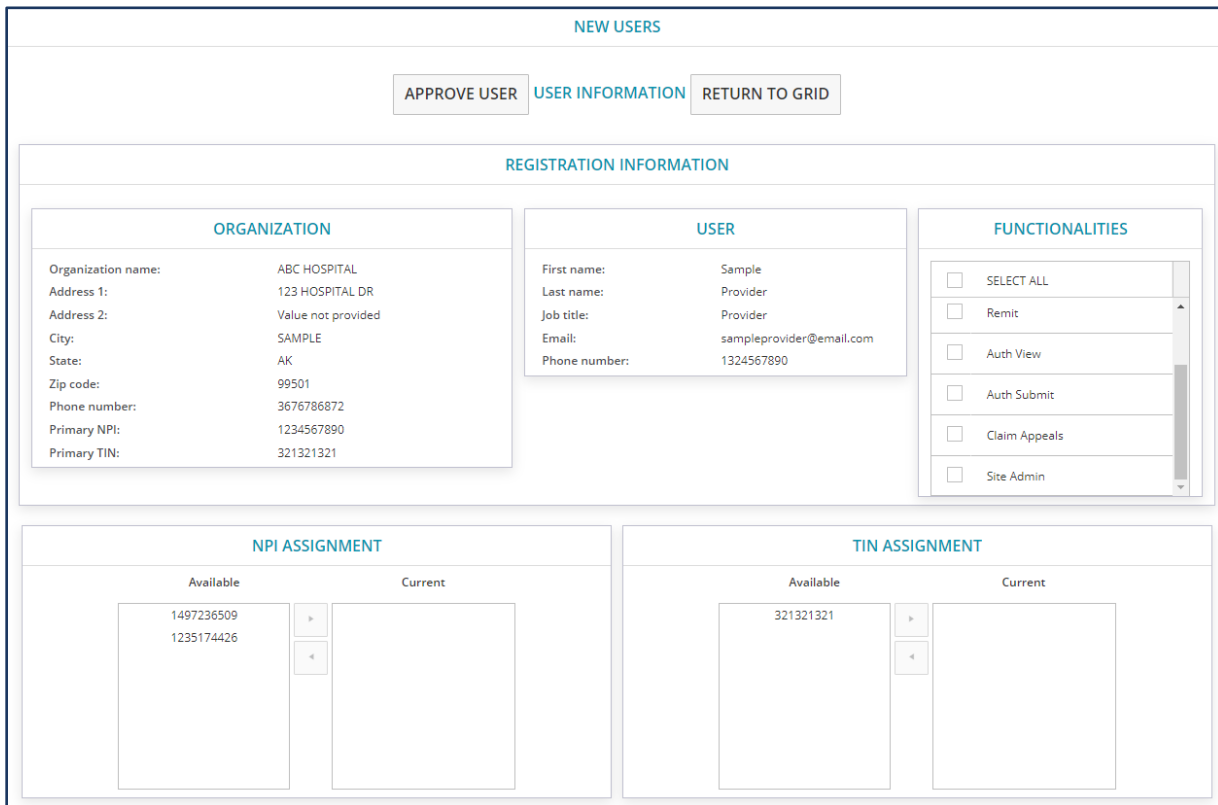 NEW USERS
APPROVE USER USER INFORMATION RETURN TO GRID
REGISTRATION INFORMATION
ORGANIZATION
Organization name: ABC HOSPITAL
Address 1: 123 HOSPITAL DR
Address 2: Value not provided
City: SAMPLE
State: AK
Zip code: 99501
Phone number: 3676786872
Primary NPI: 1234567890
Primary TIN: 321321321
USER
First name: Sample
Last name: Provider
Job title: Provider
Email: sampleprovider@email.com
Phone number: 1324567890
FUNCTIONALITIES
SELECT ALL
Remit
Auth View
Auth Submit
Claim Appeals
Site Admin
NPI ASSIGNMENT
Available Current
1497236509
1235174426
TIN ASSIGNMENT
Available Current
321321321